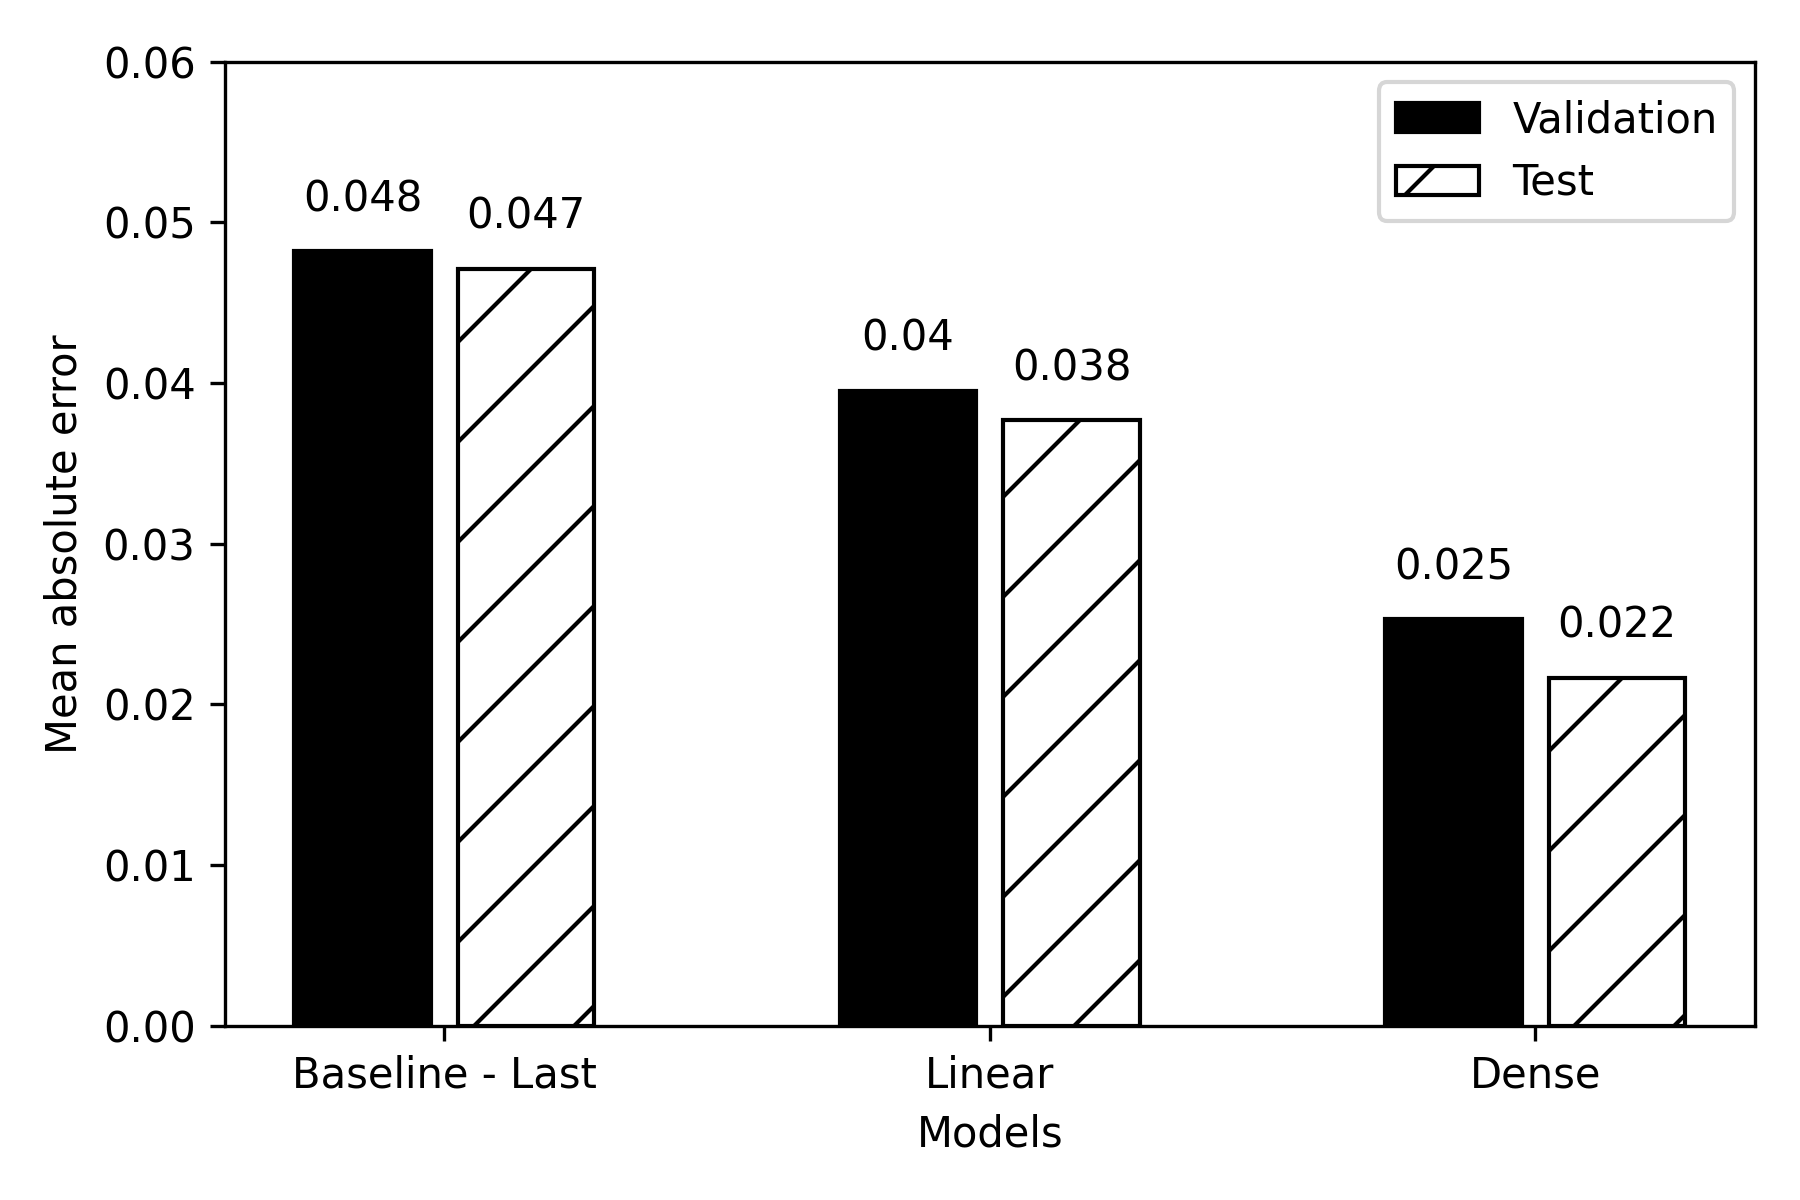 0.06
0.05
0.04
0.03
0.02
0.01
0.00
Mean absolute error
Validation
Test
0.048
0.047
0.04
0.038
0.025
0.022
Baseline - Last
Linear
Dense
Models